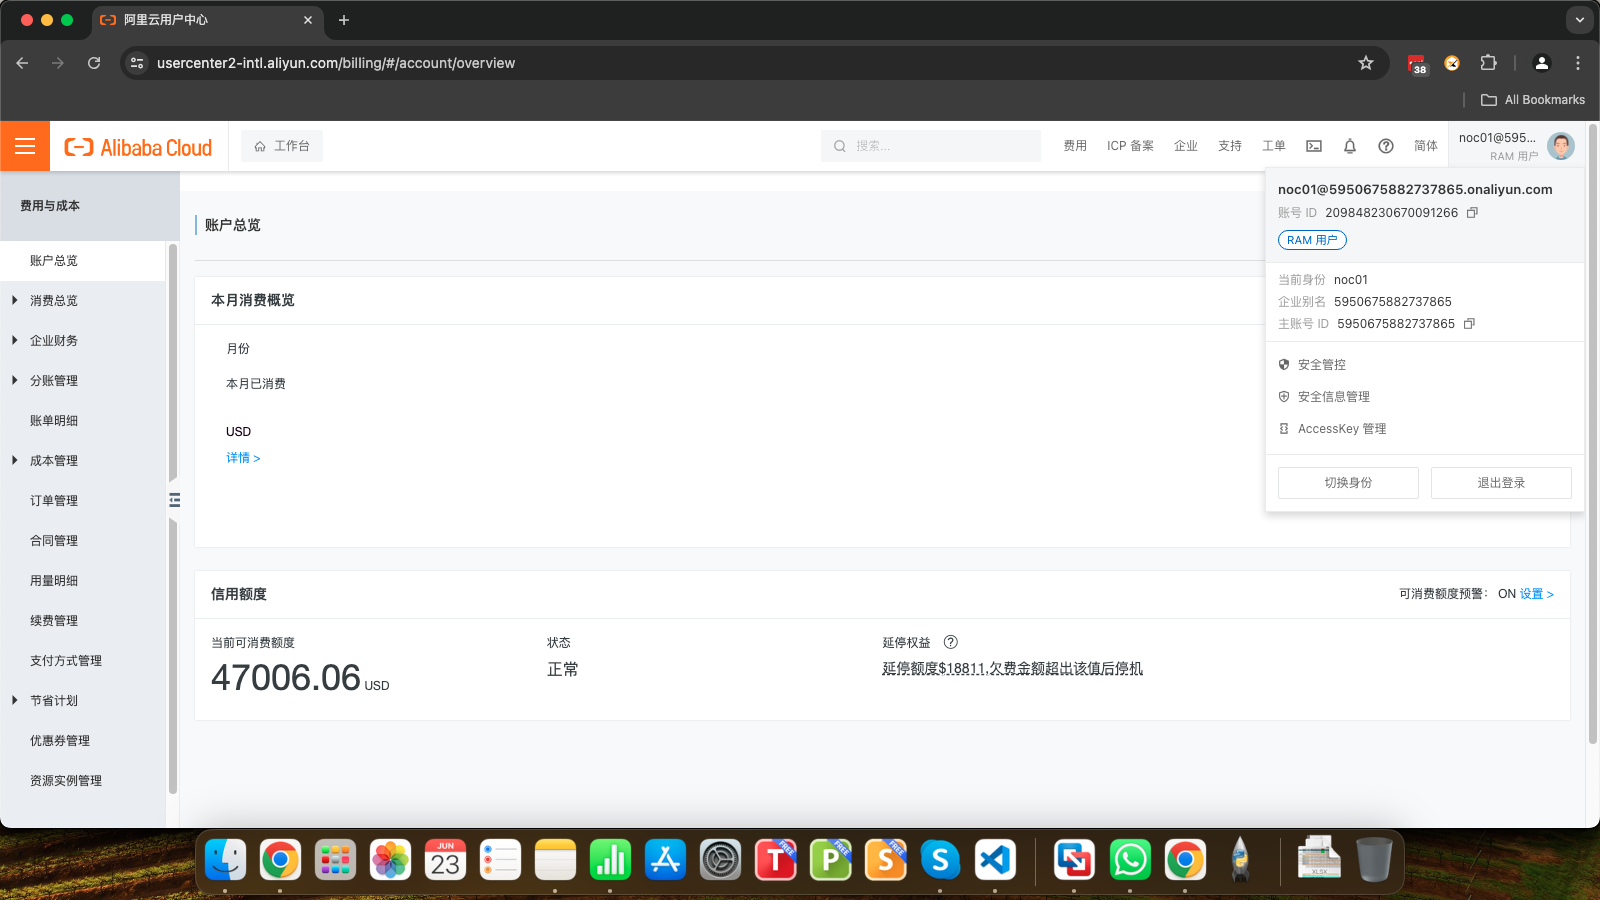 阿里云用户中心
usercenter2-intl.aliyun.com/billing/#/account/overview
38
All Bookmarks
Alibaba Cloud
工作台
搜索...
费用
ICP 备案
企业
支持
工单
简体
noc01@595...
RAM 用户
noc01@5950675882737865.onaliyun.com
账号 ID 209848230670091266
RAM 用户
当前身份 noc01
企业别名 5950675882737865
主账号 ID 5950675882737865
安全管控
安全信息管理
AccessKey 管理
切换身份
退出登录
费用与成本
账户总览
消费总览
企业财务
分账管理
账单明细
成本管理
订单管理
合同管理
用量明细
续费管理
支付方式管理
节省计划
优惠券管理
资源实例管理
账户总览
本月消费概览
月份
本月已消费
USD
详情 >
信用额度
可消费额度预警： ON 设置 >
当前可消费额度
47006.06 USD
状态
正常
延停权益
延停额度$18811,欠费金额超出该值后停机
JUN
23
T FREE
P FREE
S FREE
XLSX